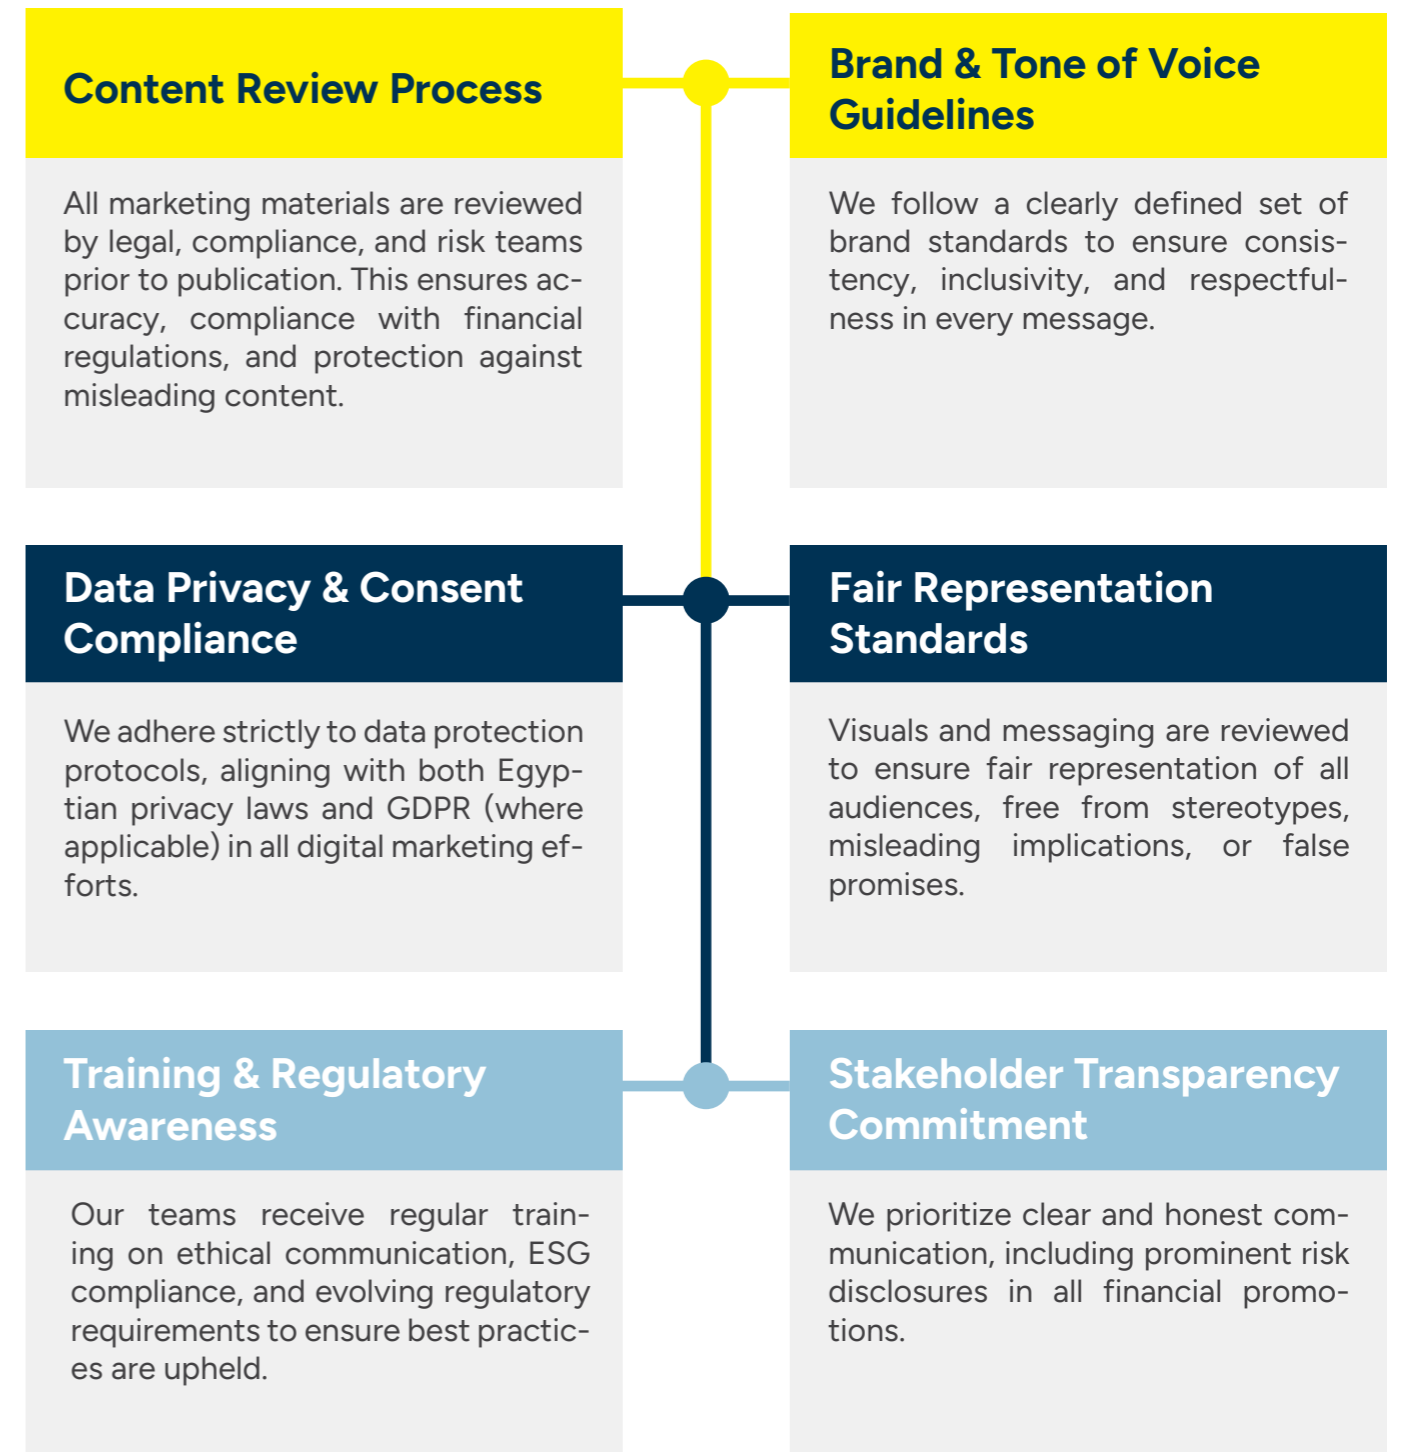 Content Review Process
All marketing materials are reviewed
by legal, compliance, and risk teams
prior to publication. This ensures ac-
curacy, compliance with financial
regulations, and protection against
misleading content.
Brand & Tone of Voice
Guidelines
We follow a clearly defined set of
brand standards to ensure consis-
tency, inclusivity, and respectful-
ness in every message.
Data Privacy & Consent
Compliance
We adhere strictly to data protection
protocols, aligning with both Egyp-
tian privacy laws and GDPR (where
applicable) in all digital marketing ef-
forts.
Fair Representation
Standards
Visuals and messaging are reviewed
to ensure fair representation of all
audiences, free from stereotypes,
misleading implications, or false
promises.
Training & Regulatory
Awareness
Our teams receive regular train-
ing on ethical communication, ESG
compliance, and evolving regulatory
requirements to ensure best practic-
es are upheld.
Stakeholder Transparency
Commitment
We prioritize clear and honest com-
munication, including prominent risk
disclosures in all financial promo-
tions.